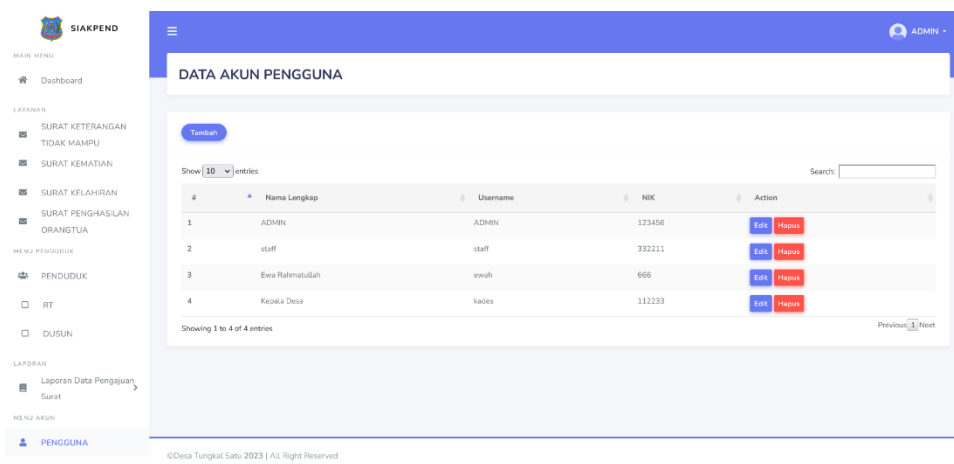 SIAKPEND
MAIN MENU
Dashboard
LAYANAN
SURAT KETERANGAN
TIDAK MAMPU
SURAT KEMATIAN
SURAT KELAHIRAN
SURAT PENGHASILAN
ORANGTUA
MENU PENDUDUK
PENDUDUK
RT
DUSUN
LAPORAN
Laporan Data Pengajuan
Surat
MENU AKUN
PENGGUNA
ADMIN
DATA AKUN PENGGUNA
Tambah
Show 10 entries
Search:
# Nama Lengkap Username NIK Action
1 ADMIN ADMIN 123456 Edit Hapus
2 staff staff 332211 Edit Hapus
3 Ewa Rahmatullah ewah 666 Edit Hapus
4 Kepala Desa kades 112233 Edit Hapus
Showing 1 to 4 of 4 entries
Previous 1 Next
©Desa Tungkal Satu 2023 | All Right Reserved